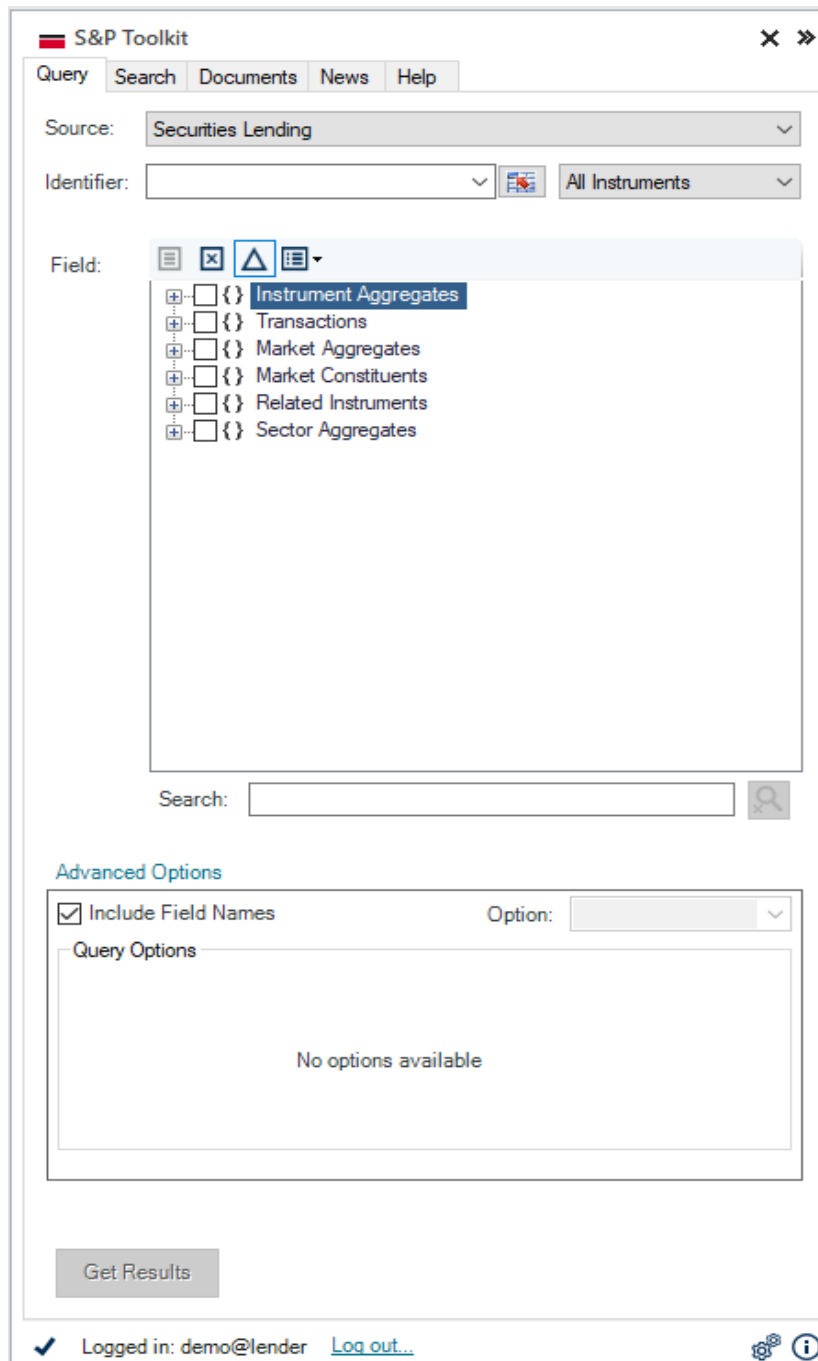 S&P Toolkit
Query Search Documents News Help
Source: Securities Lending
Identifier: All Instruments
Field:
{} Instrument Aggregates
{} Transactions
{} Market Aggregates
{} Market Constituents
{} Related Instruments
{} Sector Aggregates
Search:
Advanced Options
Include Field Names Option:
Query Options
No options available
Get Results
Logged in: demo@lender Log out...